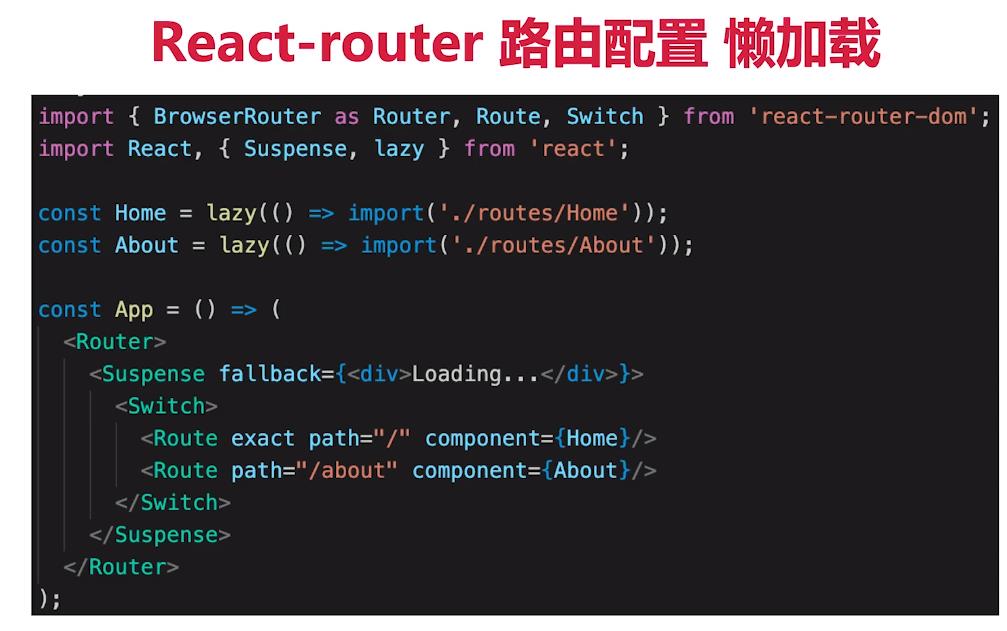 React-router 路由配置 懒加载
import { BrowserRouter as Router, Route, Switch } from 'react-router-dom';
import React, { Suspense, lazy } from 'react';
const Home = lazy(() => import('./routes/Home'));
const About = lazy(() => import('./routes/About'));
const App = () => (
<Router>
<Suspense fallback={<div>Loading...</div>}>
<Switch>
<Route exact path="/" component={Home}/>
<Route path="/about" component={About}/>
</Switch>
</Suspense>
</Router>
);